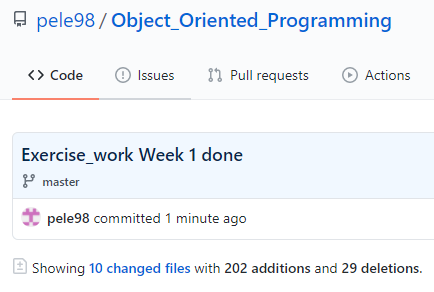 pele98 / Object_Oriented_Programming
<> Code Issues Pull requests Actions
Exercise_work Week 1 done
master
pele98 committed 1 minute ago
Showing 10 changed files with 202 additions and 29 deletions.